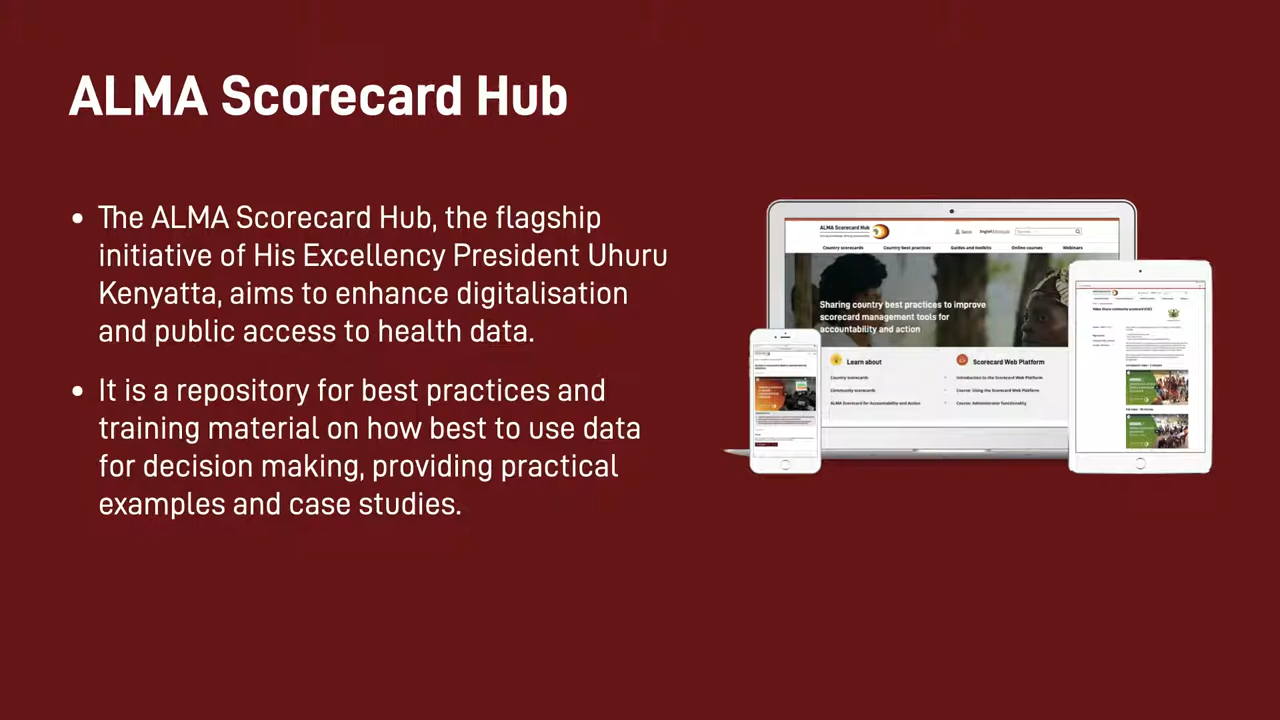 ALMA Scorecard Hub
• The ALMA Scorecard Hub, the flagship
initiative of His Excellency President Uhuru
Kenyatta, aims to enhance digitalisation
and public access to health data.
• It is a repository for best practices and
training material on how best to use data
for decision making, providing practical
examples and case studies.
ALMA Scorecard Hub
Country scorecards
Country best practices
Guides and toolkits
Online courses
Webinars
Sharing country best practices to improve
scorecard management tools for
accountability and action
Learn about
Country scorecards
Community scorecards
ALMA Scorecard for Accountability and Action
Scorecard Web Platform
Introduction to the Scorecard Web Platform
Course: Using the Scorecard Web Platform
Course: Administrator functionality